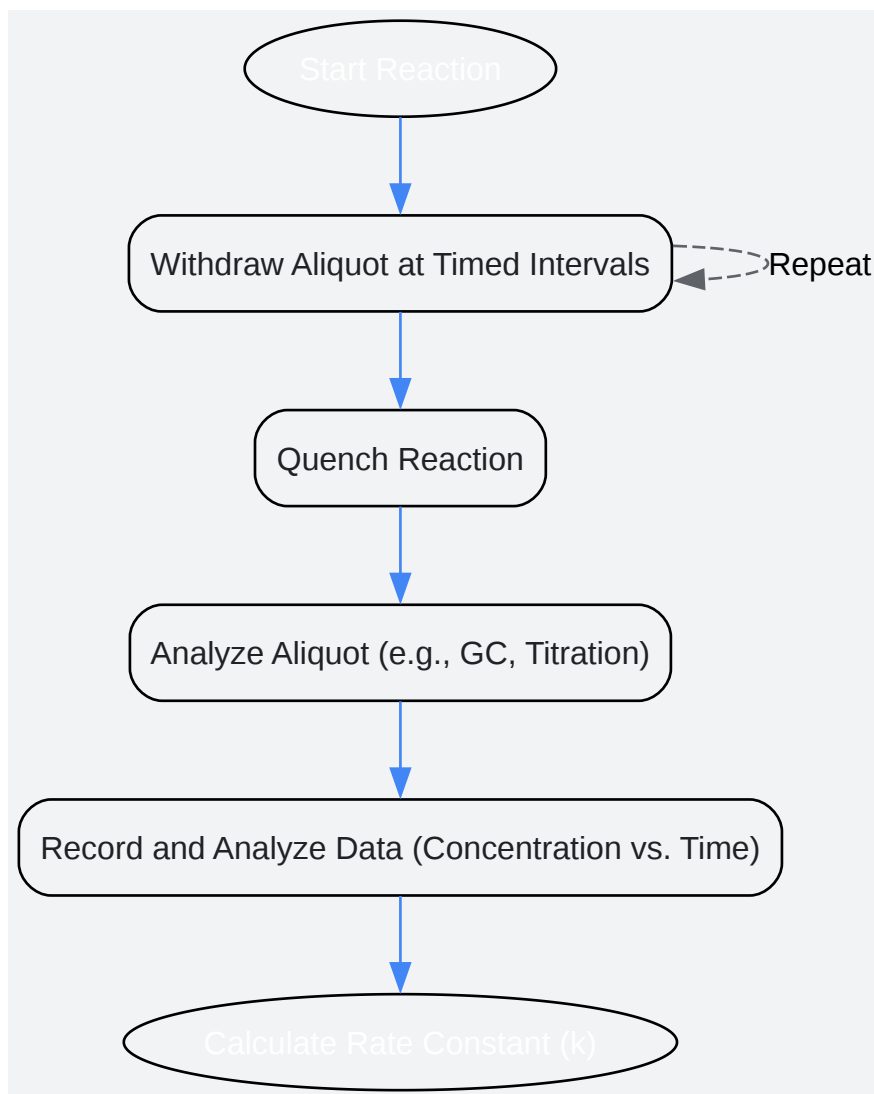 Start Reaction
Withdraw Aliquot at Timed Intervals
Repeat
Quench Reaction
Analyze Aliquot (e.g., GC, Titration)
Record and Analyze Data (Concentration vs. Time)
Calculate Rate Constant (k)